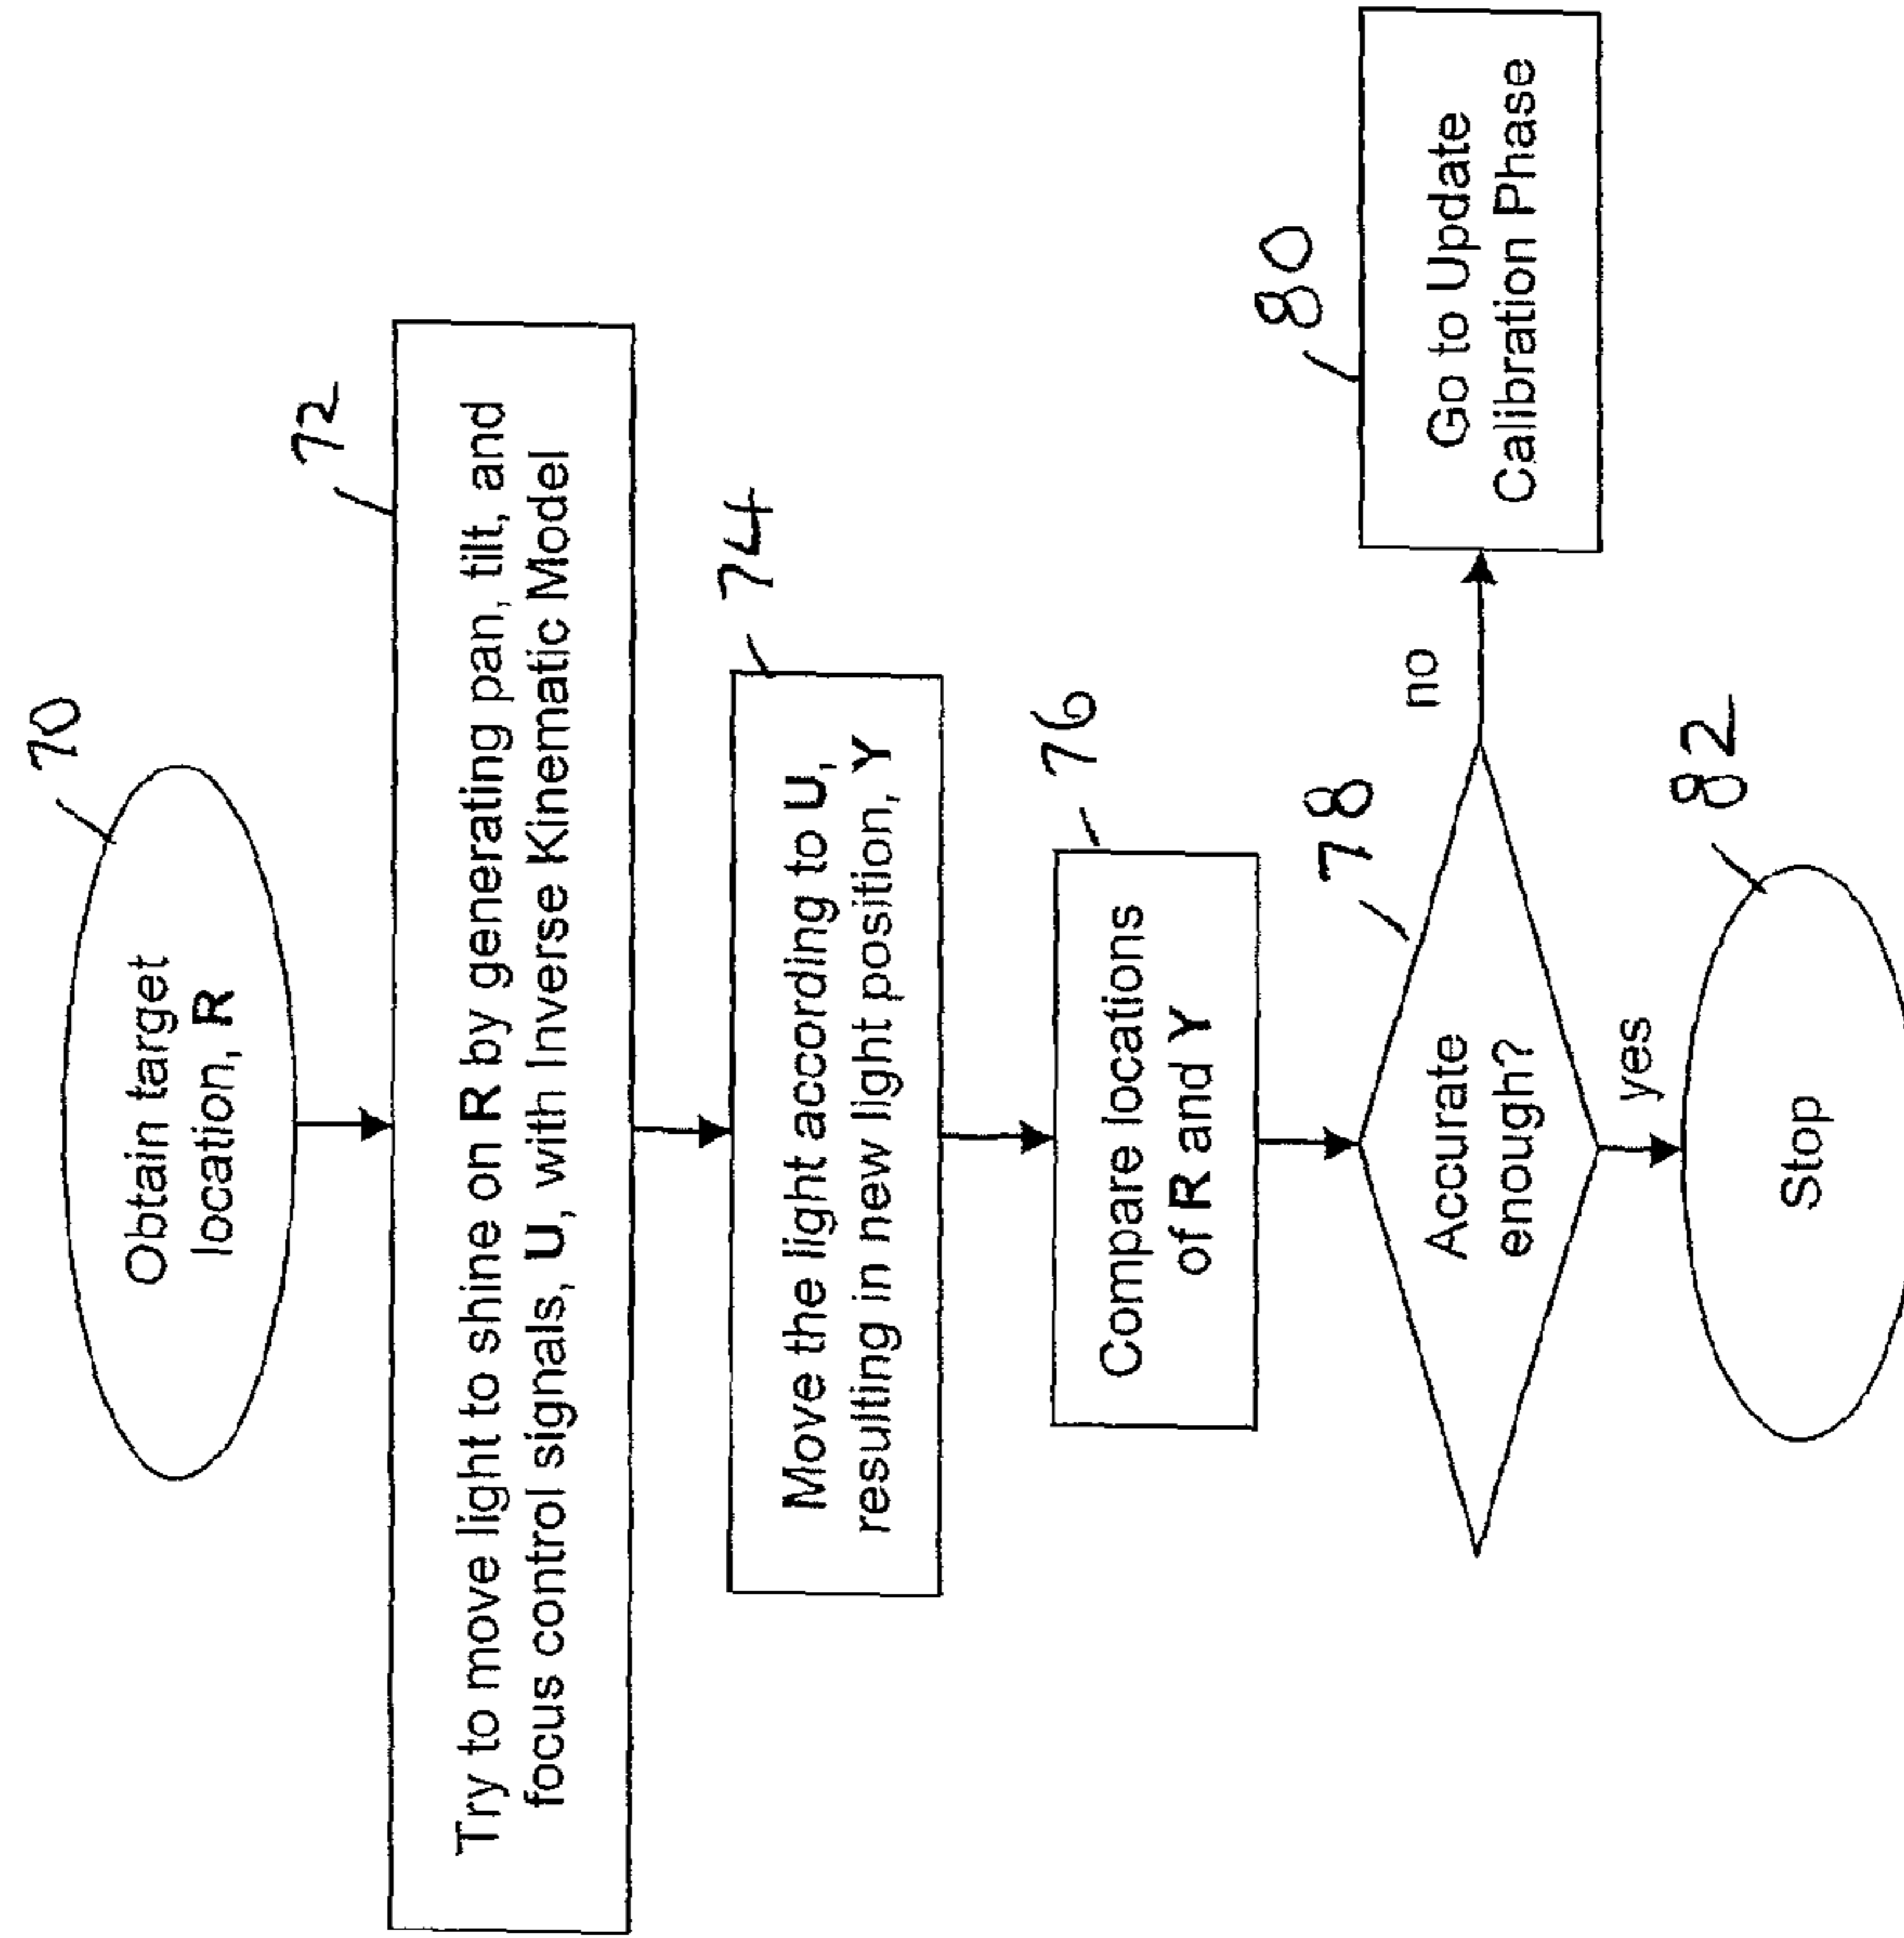 70
Obtain target
location, R
72
Try to move light to shine on R by generating pan, tilt, and
focus control signals, U, with Inverse Kinematic Model
74
Move the light according to U,
resulting in new light position, Y
76
Compare locations
of R and Y
78
Accurate
enough?
no
80
Go to Update
Calibration Phase
yes
82
Stop